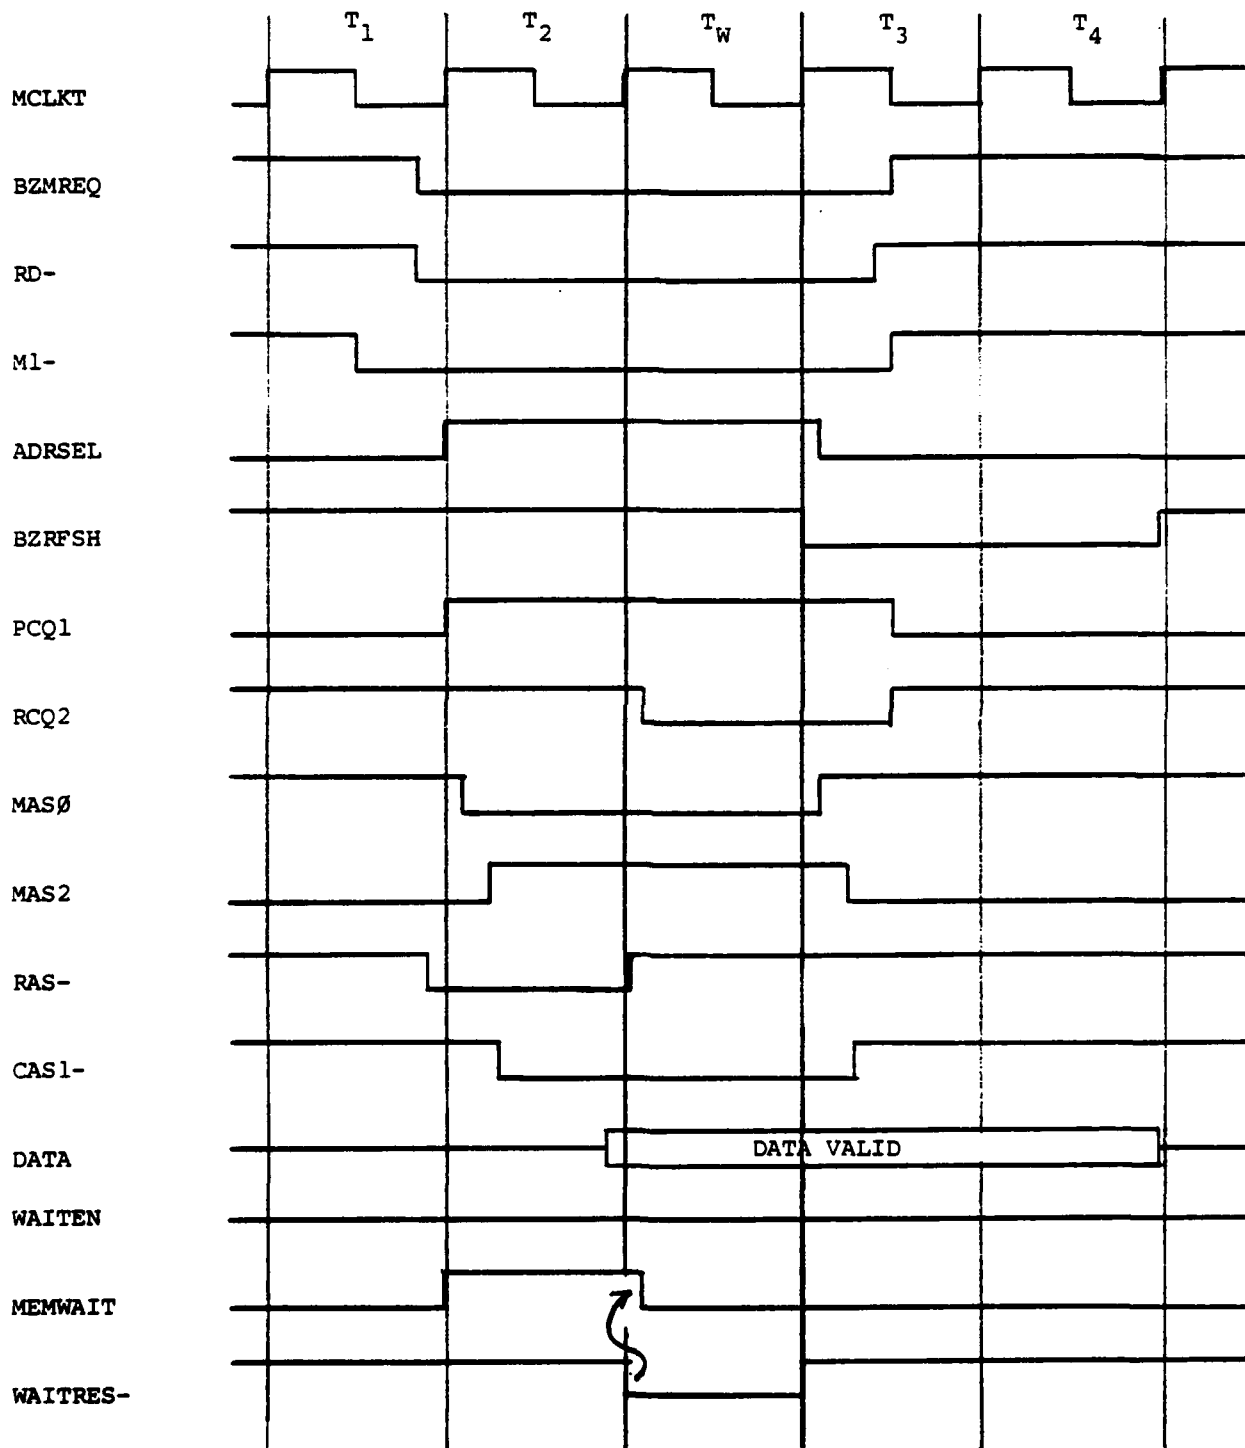 T1 T2 TW T3 T4
MCLKT
BZMREQ
RD-
M1-
ADRSEL
BZRFSH
PCQ1
RCQ2
MASØ
MAS2
RAS-
CAS1-
DATA DATA VALID
WAITEN
MEMWAIT
WAITRES-